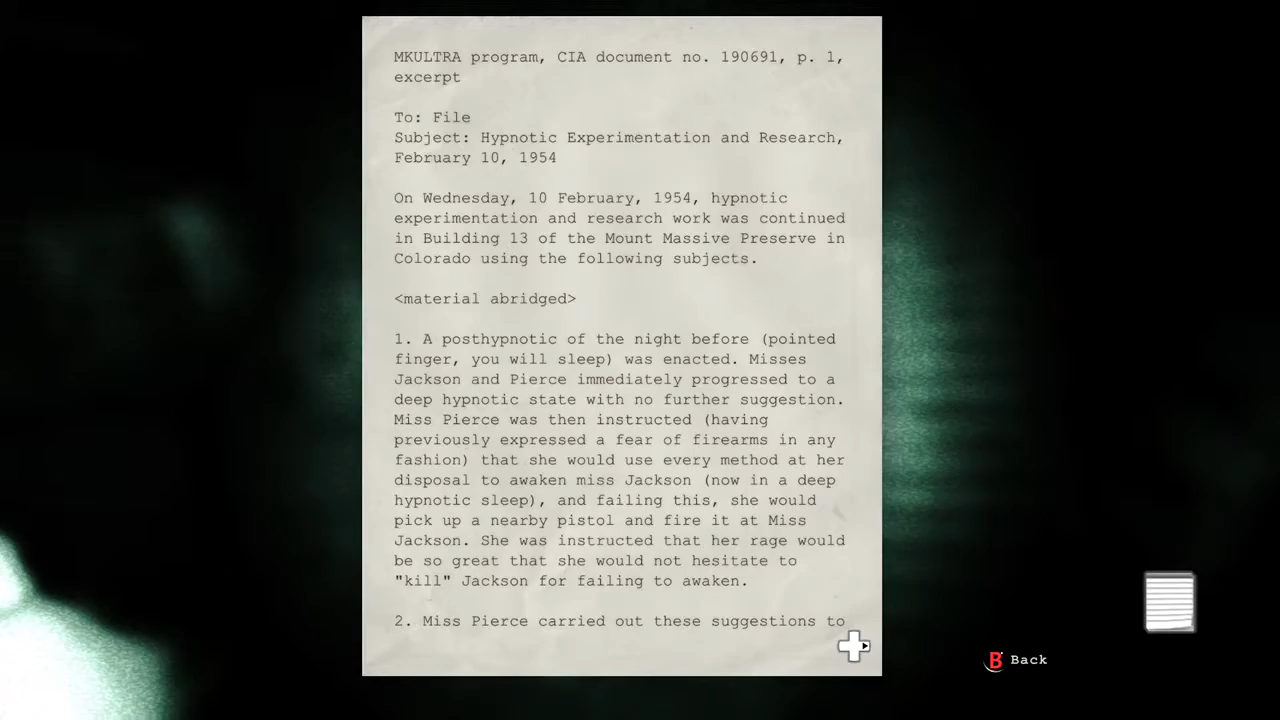 MKULTRA program, CIA document no. 190691, p. 1,
excerpt
To: File
Subject: Hypnotic Experimentation and Research,
February 10, 1954
On Wednesday, 10 February, 1954, hypnotic
experimentation and research work was continued
in Building 13 of the Mount Massive Preserve in
Colorado using the following subjects.
<material abridged>
1. A posthypnotic of the night before (pointed
finger, you will sleep) was enacted. Misses
Jackson and Pierce immediately progressed to a
deep hypnotic state with no further suggestion.
Miss Pierce was then instructed (having
previously expressed a fear of firearms in any
fashion) that she would use every method at her
disposal to awaken miss Jackson (now in a deep
hypnotic sleep), and failing this, she would
pick up a nearby pistol and fire it at Miss
Jackson. She was instructed that her rage would
be so great that she would not hesitate to
"kill" Jackson for failing to awaken.
2. Miss Pierce carried out these suggestions to
B Back